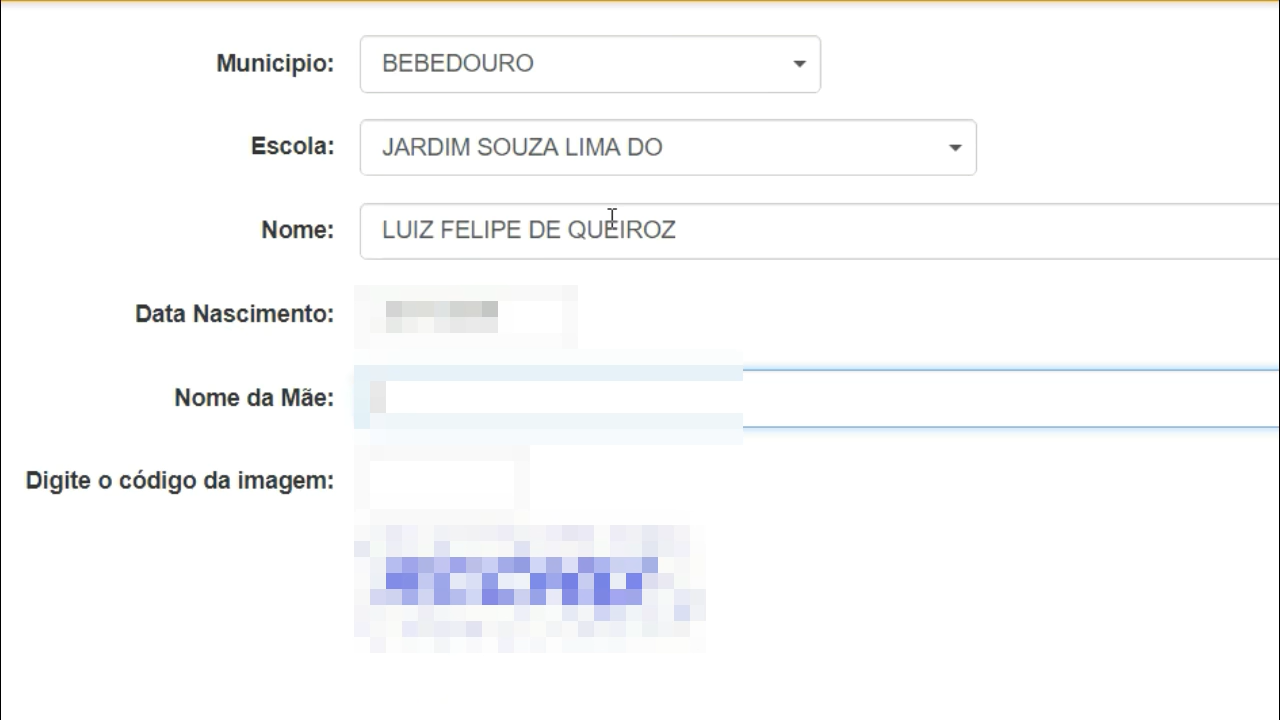 Municipio: BEBEDOURO
Escola: JARDIM SOUZA LIMA DO
Nome: LUIZ FELIPE DE QUEIROZ
Data Nascimento:
Nome da Mãe:
Digite o código da imagem: